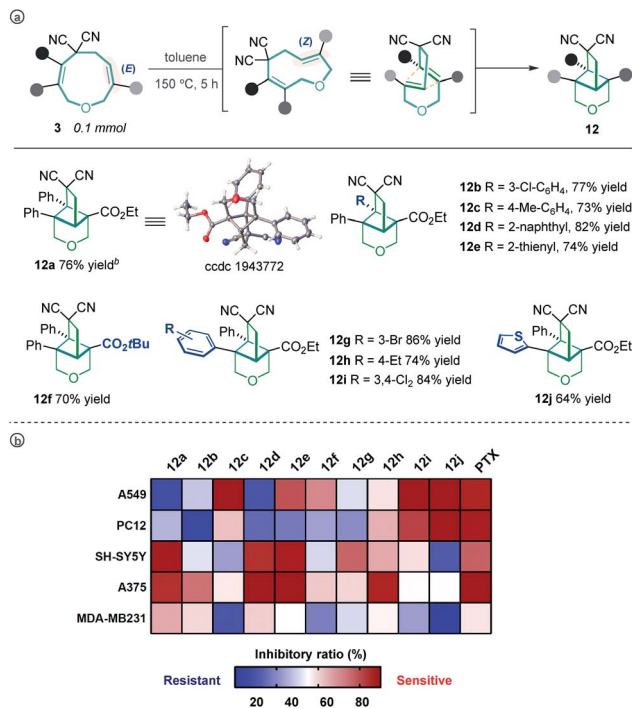 a
NC CN
(E)
O
3 0.1 mmol
toluene
150 °C, 5 h
CN
NC
(Z)
O
NC CN
O
NC CN
O
12
NC CN
Ph
Ph
CO2Et
O
12a 76% yieldb
ccdc 1943772
NC CN
R
Ph
CO2Et
O
12b R = 3-Cl-C6H4, 77% yield
12c R = 4-Me-C6H4, 73% yield
12d R = 2-naphthyl, 82% yield
12e R = 2-thienyl, 74% yield
NC CN
Ph
Ph
CO2tBu
O
12f 70% yield
NC CN
R
Ph
CO2Et
O
12g R = 3-Br 86% yield
12h R = 4-Et 74% yield
12i R = 3,4-Cl2 84% yield
NC CN
S
Ph
CO2Et
O
12j 64% yield
b
12a 12b 12c 12d 12e 12f 12g 12h 12i 12j PTX
A549
PC12
SH-SY5Y
A375
MDA-MB231
Inhibitory ratio (%)
Resistant Sensitive
20 40 60 80